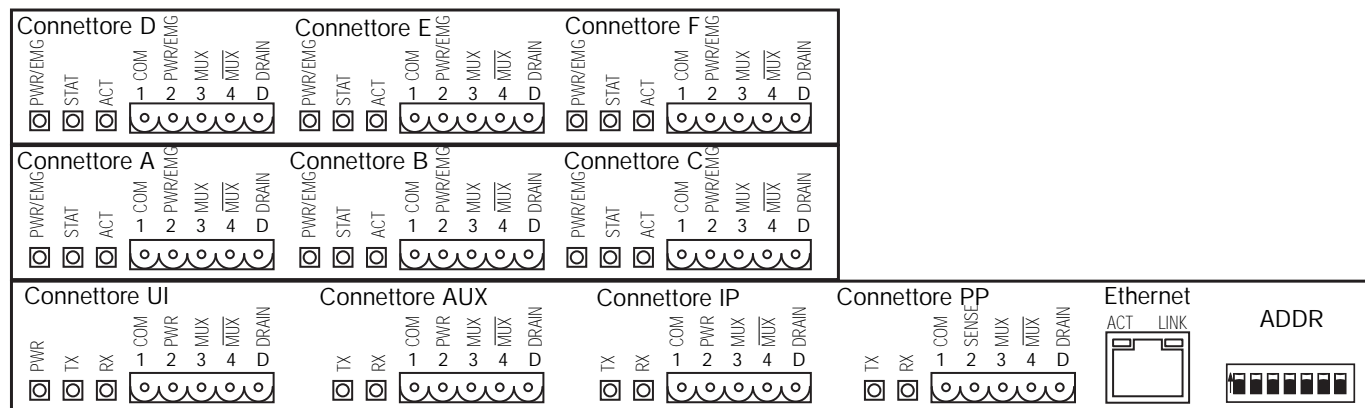 Connettore D Connettore E Connettore F
PWR/EMG STAT ACT COM PWR/EMG MUX MUX DRAIN PWR/EMG STAT ACT COM PWR/EMG MUX MUX DRAIN PWR/EMG STAT ACT COM PWR/EMG MUX MUX DRAIN
1 2 3 4 D 1 2 3 4 D 1 2 3 4 D
Connettore A Connettore B Connettore C
PWR/EMG STAT ACT COM PWR/EMG MUX MUX DRAIN PWR/EMG STAT ACT COM PWR/EMG MUX MUX DRAIN PWR/EMG STAT ACT COM PWR/EMG MUX MUX DRAIN
1 2 3 4 D 1 2 3 4 D 1 2 3 4 D
Connettore UI Connettore AUX Connettore IP Connettore PP Ethernet
ACT LINK ADDR
PWR TX RX COM PWR MUX MUX DRAIN TX RX COM PWR MUX MUX DRAIN TX RX COM PWR MUX MUX DRAIN TX RX COM SENSE MUX MUX DRAIN
1 2 3 4 D 1 2 3 4 D 1 2 3 4 D 1 2 3 4 D